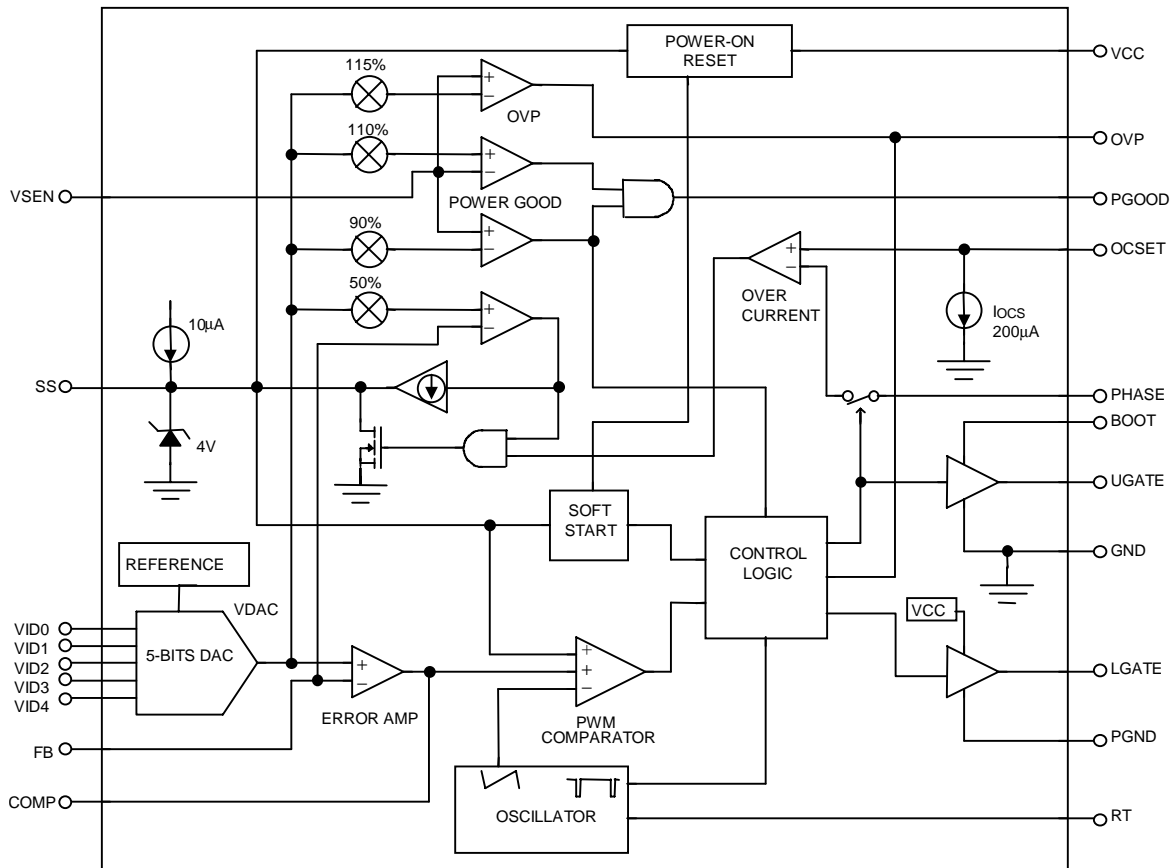 POWER-ON
RESET
VCC
115%
+
−
OVP
OVP
110%
+
−
VSEN
POWER GOOD
PGOOD
90%
+
−
+
−
OCSET
OVER
CURRENT
50%
+
−
IOCS
200µA
10µA
SS
PHASE
BOOT
4V
UGATE
SOFT
START
CONTROL
LOGIC
GND
REFERENCE
VDAC
VCC
VID0
VID1
VID2
VID3
VID4
5-BITS DAC
+
−
+
+
−
LGATE
ERROR AMP
PWM
COMPARATOR
FB
PGND
COMP
OSCILLATOR
RT